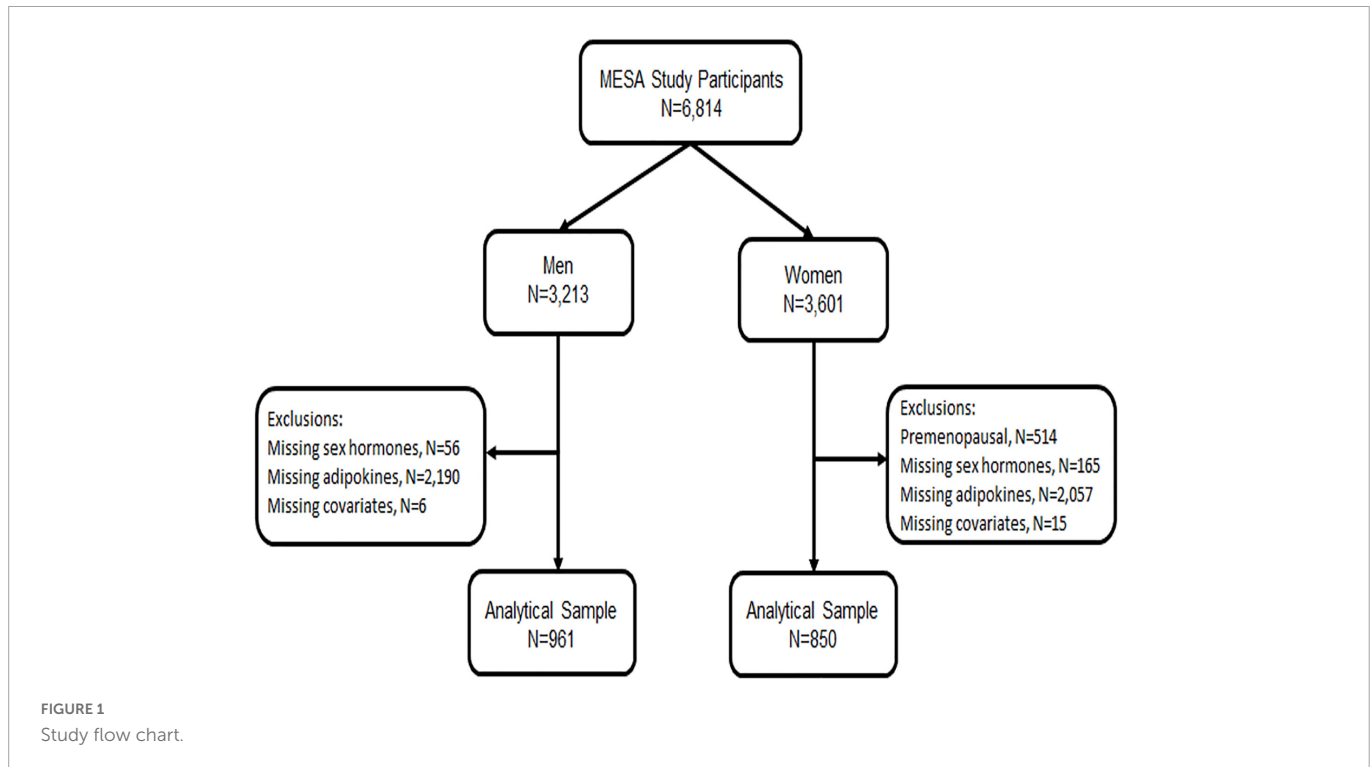 MESA Study Participants
N=6,814
Men
N=3,213
Women
N=3,601
Exclusions:
Missing sex hormones, N=56
Missing adipokines, N=2,190
Missing covariates, N=6
Exclusions:
Premenopausal, N=514
Missing sex hormones, N=165
Missing adipokines, N=2,057
Missing covariates, N=15
Analytical Sample
N=961
Analytical Sample
N=850
FIGURE 1
Study flow chart.